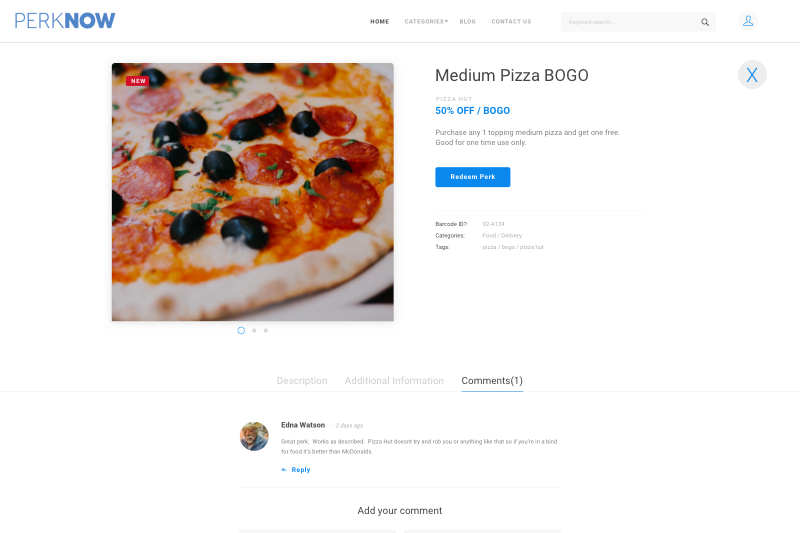 PERKNOW
HOME CATEGORIES BLOG CONTACT US
Keyword search...
NEW
Medium Pizza BOGO
X
PIZZA HUT
50% OFF / BOGO
Purchase any 1 topping medium pizza and get one free.
Good for one time use only.
Redeem Perk
Barcode ID?: 02-A134
Categories: Food / Delivery
Tags: pizza / bogo / pizza hut
Description Additional Information Comments(1)
Edna Watson - 2 days ago
Great perk. Works as described. Pizza Hut doesnt try and rob you or anything like that so if you're in a bind
for food it's better than McDonalds.
Reply
Add your comment